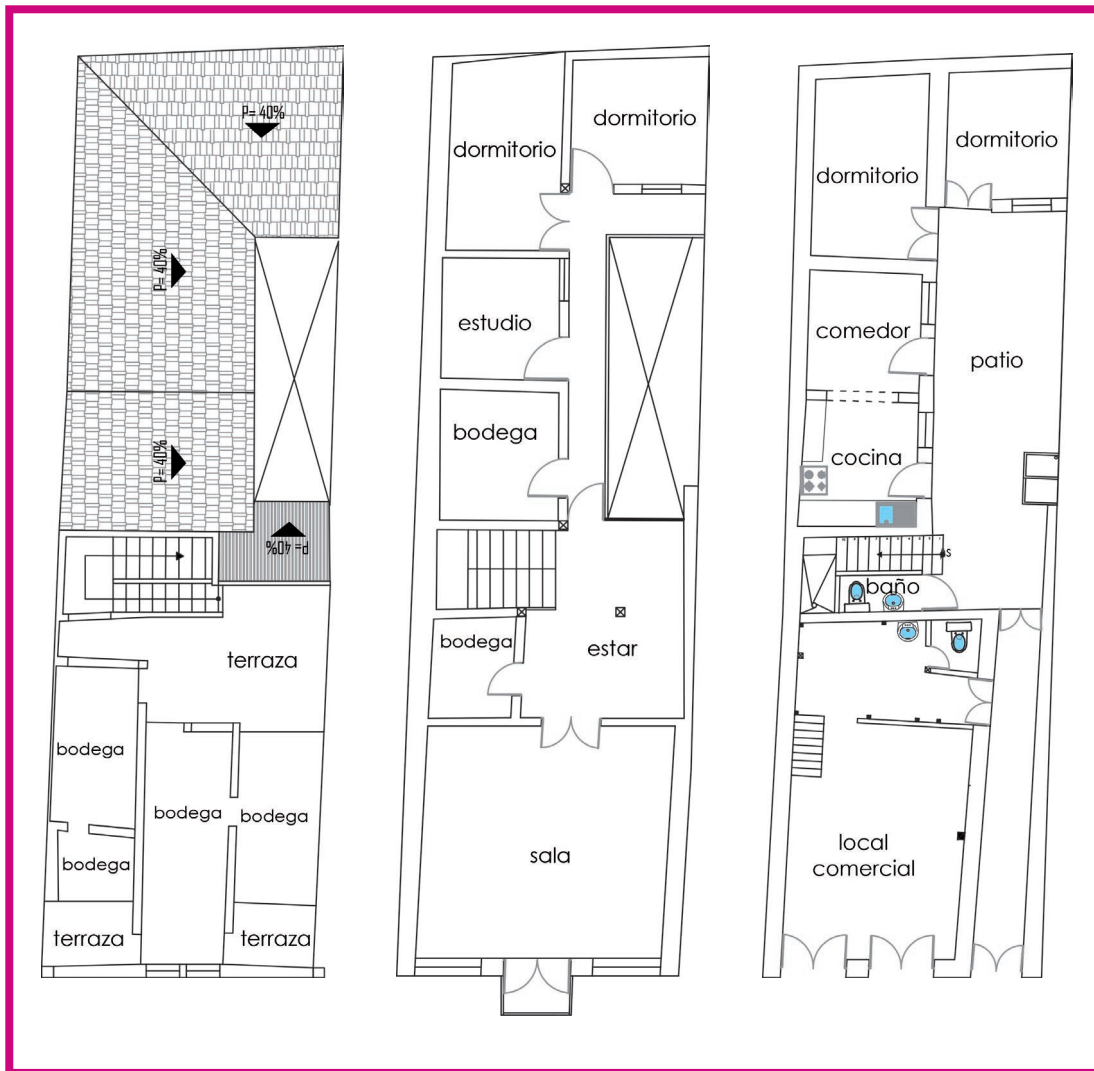 P= 40%
P= 40%
P= 40%
P= 40%
terraza
bodega
bodega
bodega
bodega
terraza
terraza
dormitorio
dormitorio
estudio
bodega
bodega
estar
sala
dormitorio
dormitorio
comedor
patio
cocina
s
baño
local
comercial